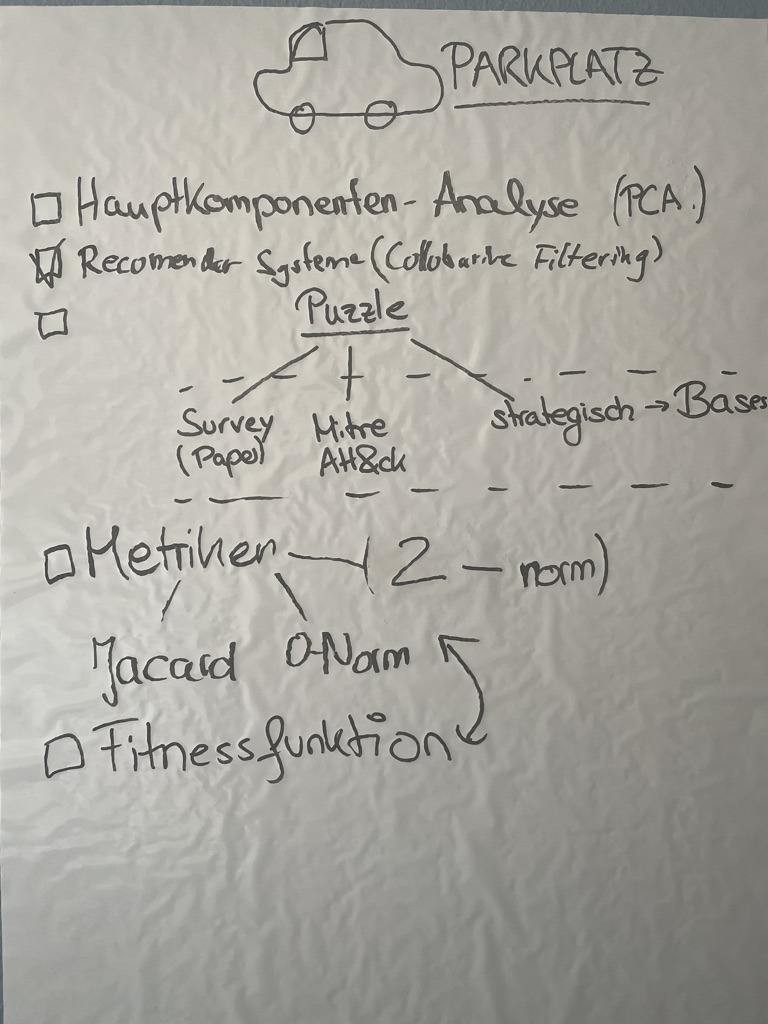 PARKPLATZ
Hauptkomponenten-Analyse (PCA.)
Recomender Systeme (Collobarive Filtering)
Puzzle
Survey Mitre strategisch → Bases
(Paper) Att&ck
Metriken — (2 — norm)
Jacard 0-Norm
Fitnessfunktion